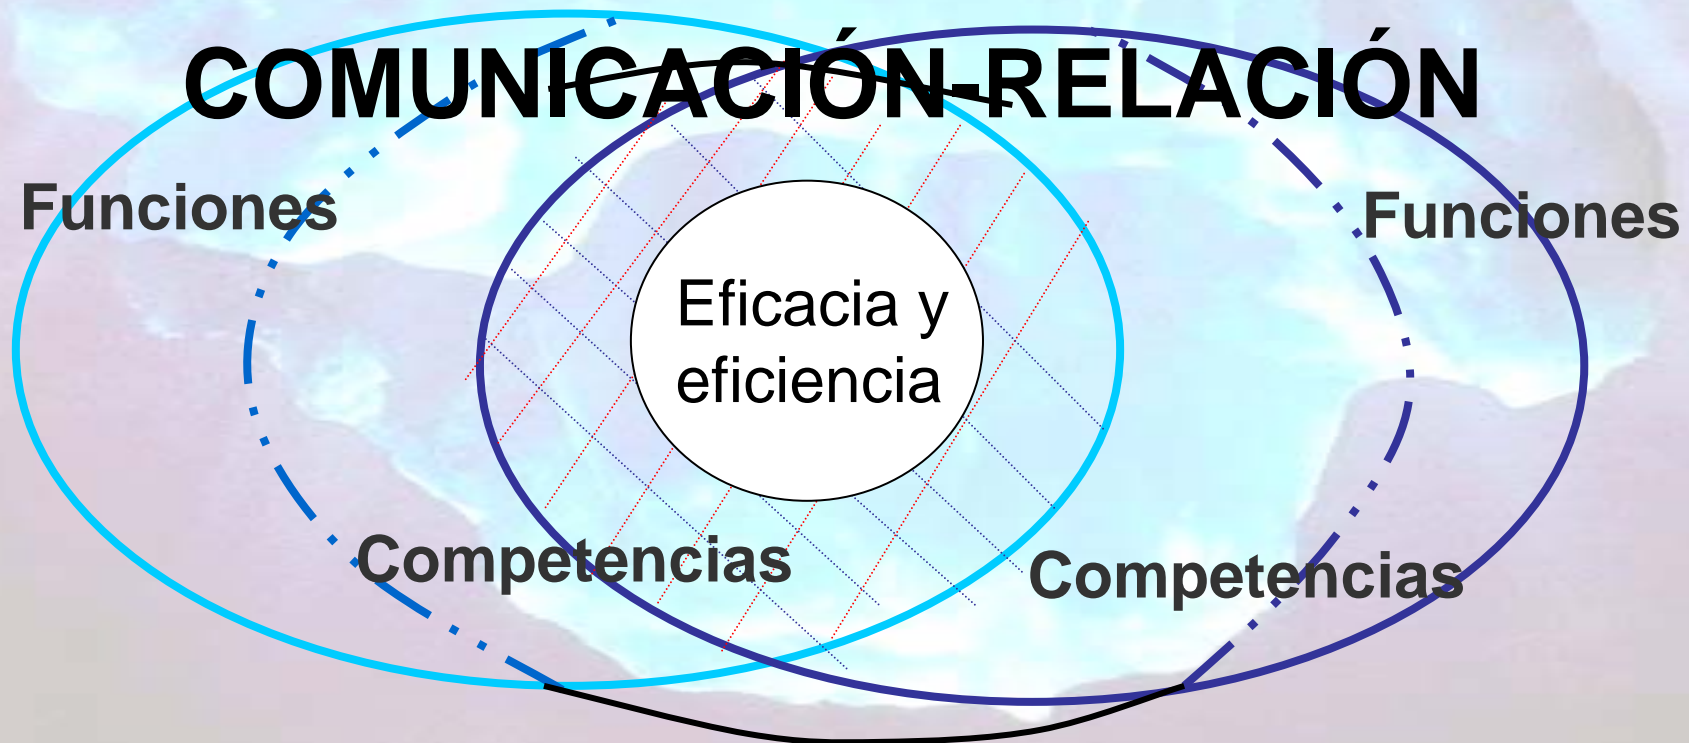 COMUNICACIÓN-RELACIÓN
Funciones
Funciones
Eficacia y
eficiencia
Competencias
Competencias